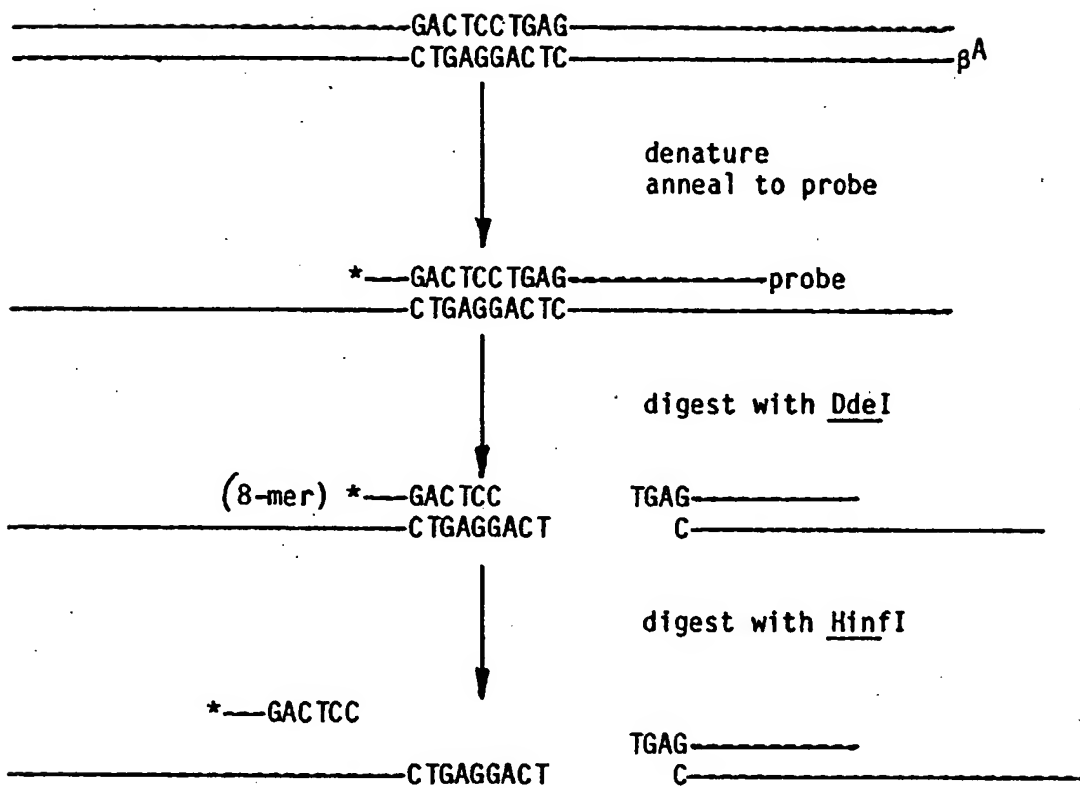 GACTCCTGAG
CTGAGGACTC βA
denature
anneal to probe
*GACTCCTGAG probe
CTGAGGACTC
digest with DdeI
(8-mer) *GACTCC TGAG
CTGAGGACT C
digest with HinfI
*GACTCC
TGAG
CTGAGGACT C